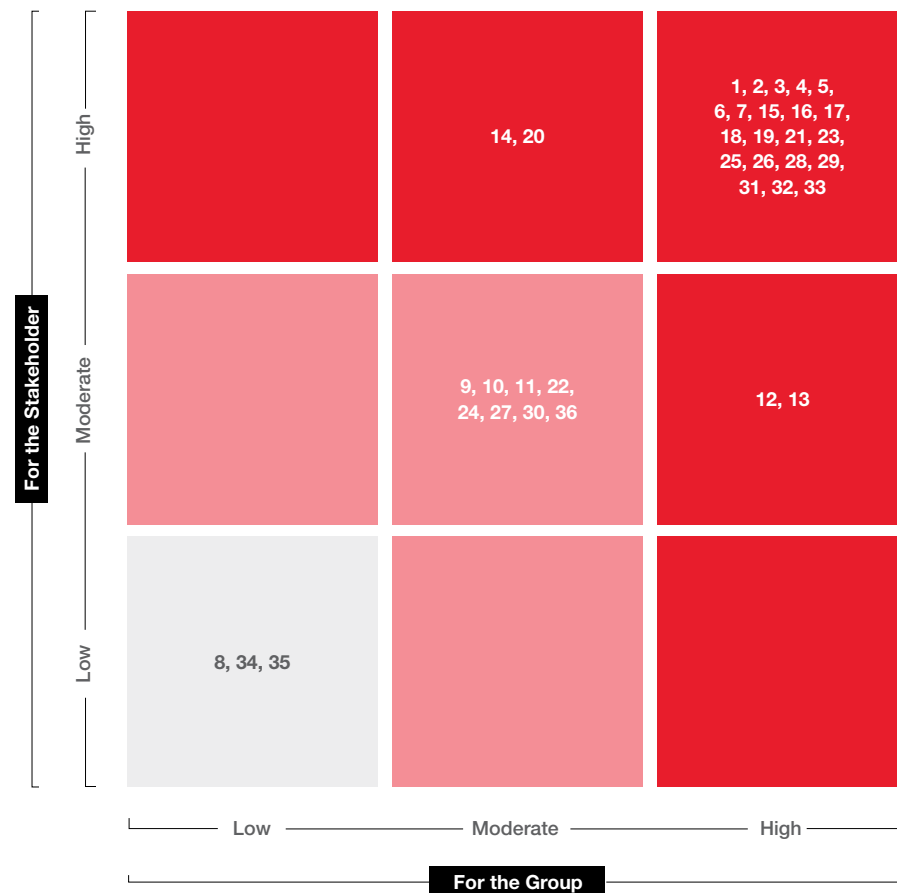 For the Stakeholder
High
Moderate
Low
14, 20
1, 2, 3, 4, 5,
6, 7, 15, 16, 17,
18, 19, 21, 23,
25, 26, 28, 29,
31, 32, 33
9, 10, 11, 22,
24, 27, 30, 36
12, 13
8, 34, 35
Low
Moderate
High
For the Group